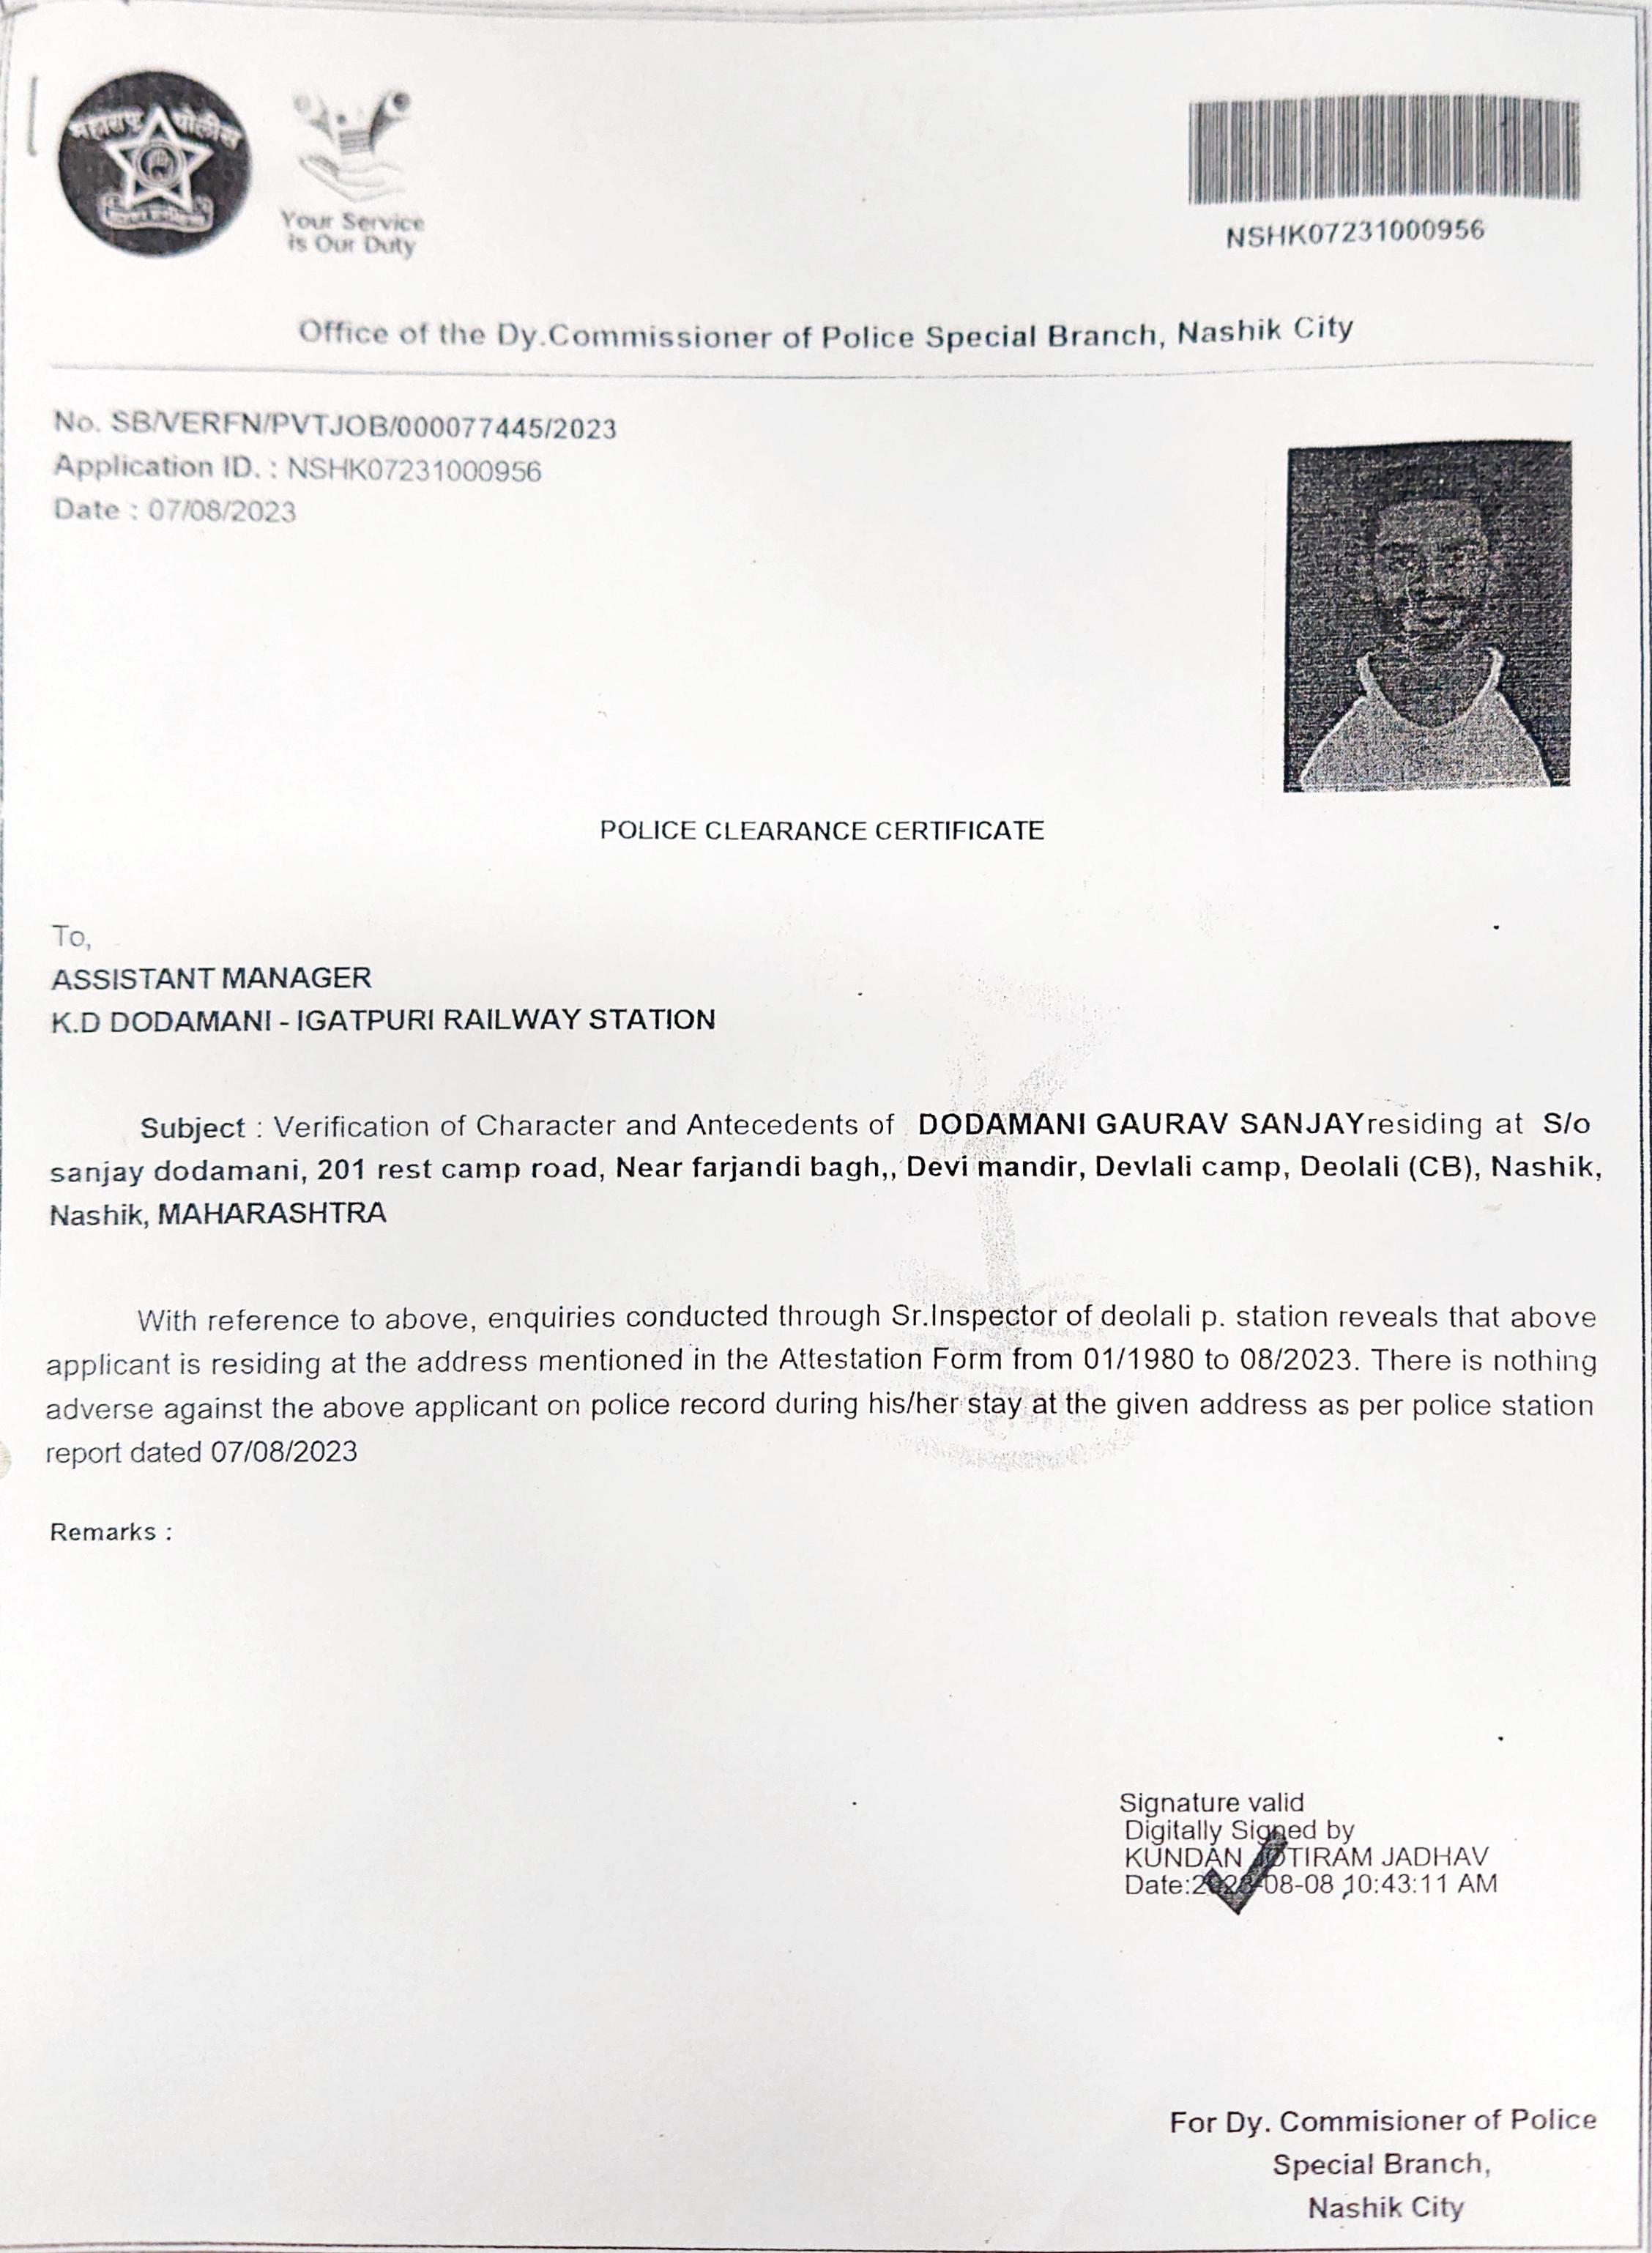 महाराष्ट्र पोलीस
Your Service
is Our Duty
NSHK07231000956
Office of the Dy.Commissioner of Police Special Branch, Nashik City
No. SB/VERFN/PVTJOB/000077445/2023
Application ID. : NSHK07231000956
Date : 07/08/2023
POLICE CLEARANCE CERTIFICATE
To,
ASSISTANT MANAGER
K.D DODAMANI - IGATPURI RAILWAY STATION
Subject : Verification of Character and Antecedents of DODAMANI GAURAV SANJAYresiding at S/o
sanjay dodamani, 201 rest camp road, Near farjandi bagh,, Devi mandir, Devlali camp, Deolali (CB), Nashik,
Nashik, MAHARASHTRA
With reference to above, enquiries conducted through Sr.Inspector of deolali p. station reveals that above
applicant is residing at the address mentioned in the Attestation Form from 01/1980 to 08/2023. There is nothing
adverse against the above applicant on police record during his/her stay at the given address as per police station
report dated 07/08/2023
Remarks :
Signature valid
Digitally Signed by
KUNDAN JOTIRAM JADHAV
Date:2023-08-08 10:43:11 AM
For Dy. Commisioner of Police
Special Branch,
Nashik City